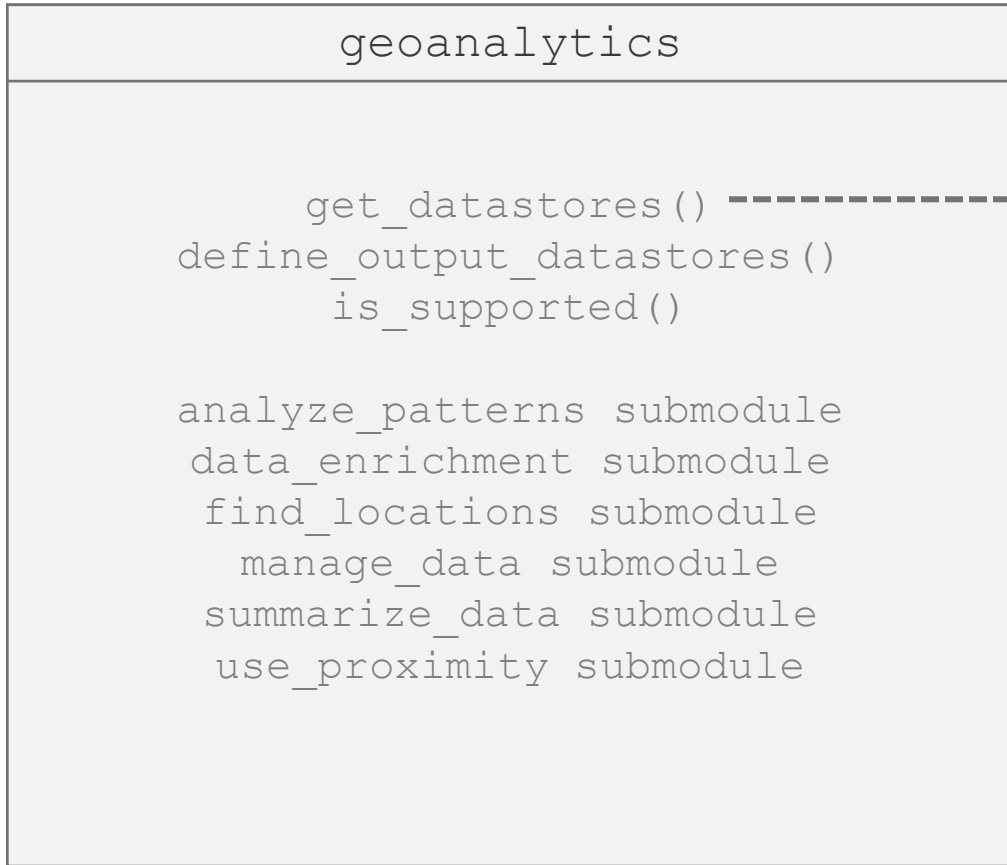 geoanalytics
get_datastores()
define_output_datastores()
is_supported()
analyze_patterns submodule
data_enrichment submodule
find_locations submodule
manage_data submodule
summarize_data submodule
use_proximity submodule